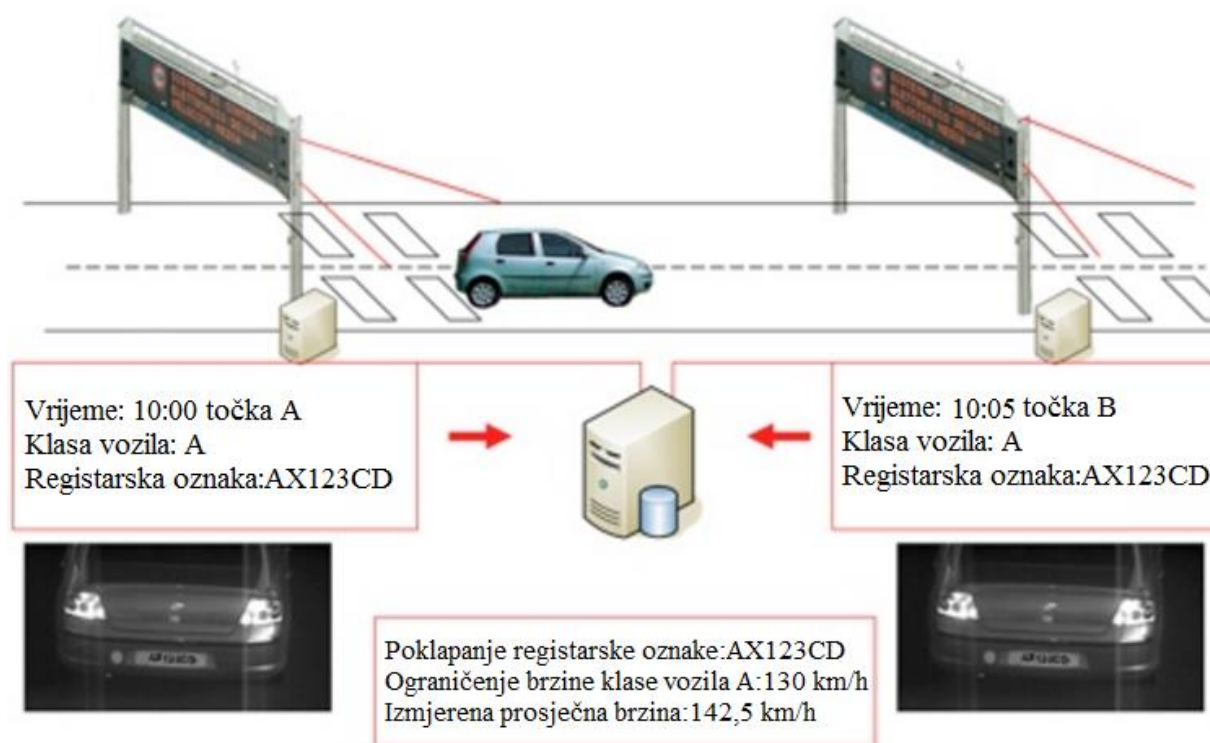 Vrijeme: 10:00 točka A
Klasa vozila: A
Registarska oznaka:AX123CD
Vrijeme: 10:05 točka B
Klasa vozila: A
Registarska oznaka:AX123CD
Poklapanje registarske oznake:AX123CD
Ograničenje brzine klase vozila A:130 km/h
Izmjerena prosječna brzina:142,5 km/h